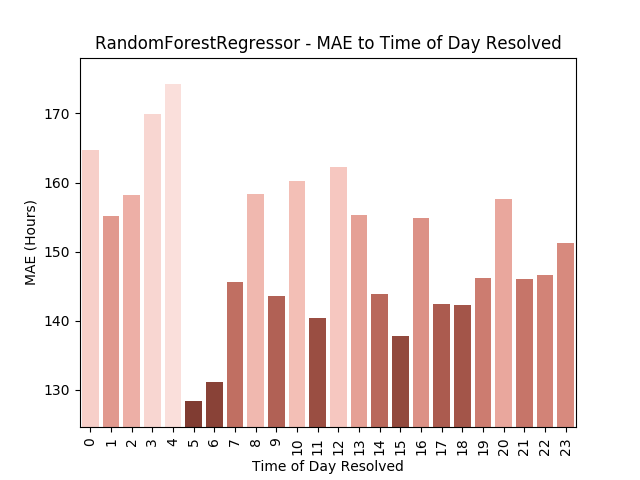 RandomForestRegressor - MAE to Time of Day Resolved
MAE (Hours)
170
160
150
140
130
0 1 2 3 4 5 6 7 8 9 10 11 12 13 14 15 16 17 18 19 20 21 22 23
Time of Day Resolved